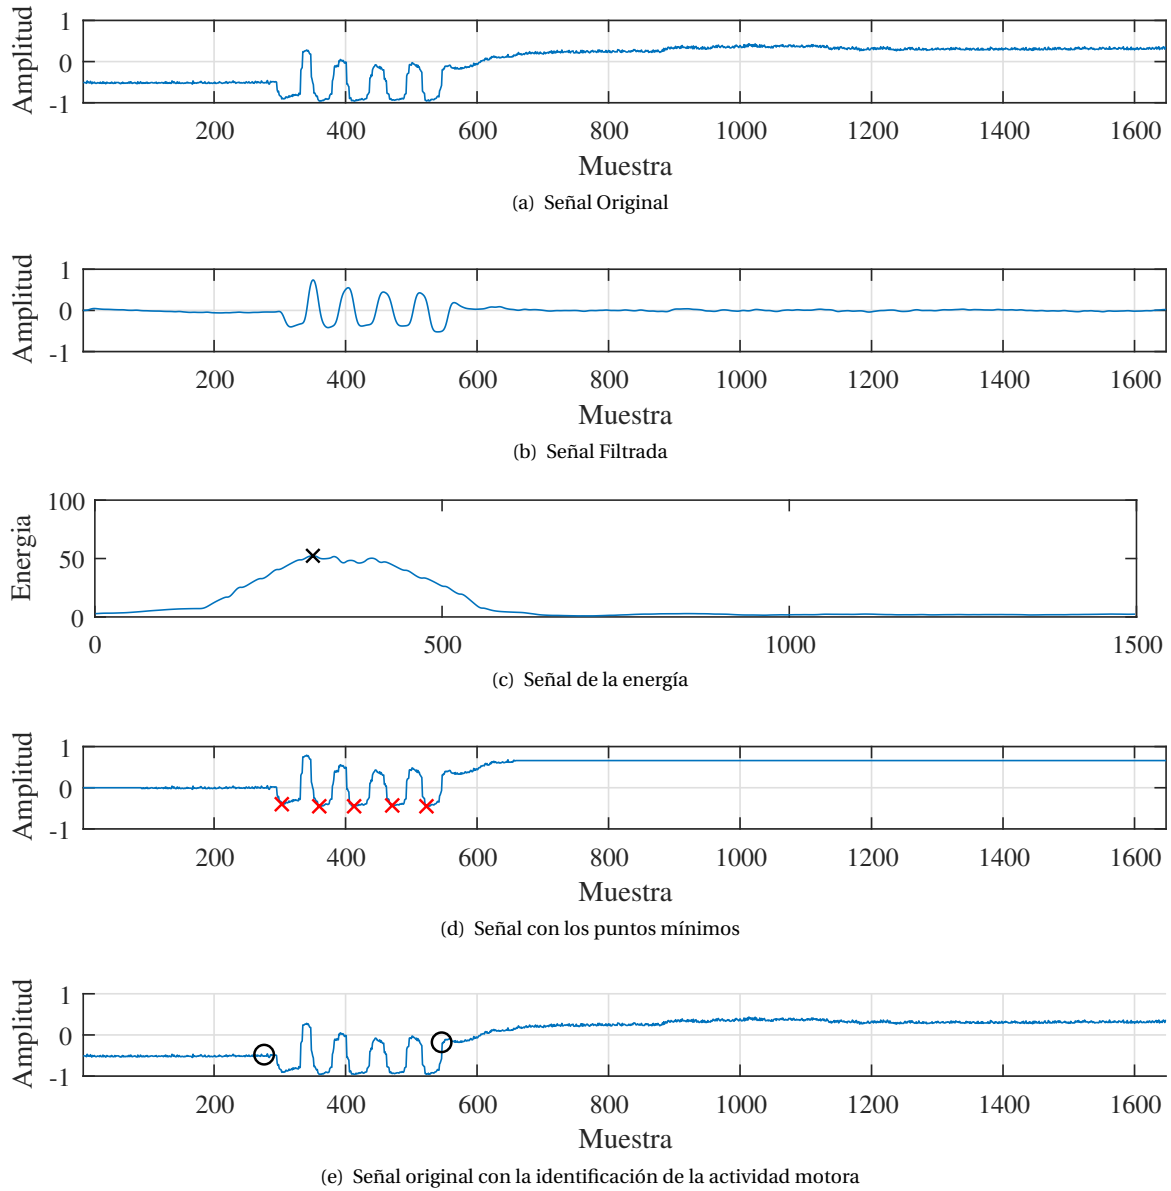 1
0
-1
Amplitud
200 400 600 800 1000 1200 1400 1600
Muestra
(a) Señal Original
1
0
-1
Amplitud
200 400 600 800 1000 1200 1400 1600
Muestra
(b) Señal Filtrada
100
50
0
Energia
0 500 1000 1500
(c) Señal de la energía
1
0
-1
Amplitud
200 400 600 800 1000 1200 1400 1600
Muestra
(d) Señal con los puntos mínimos
1
0
-1
Amplitud
200 400 600 800 1000 1200 1400 1600
Muestra
(e) Señal original con la identificación de la actividad motora